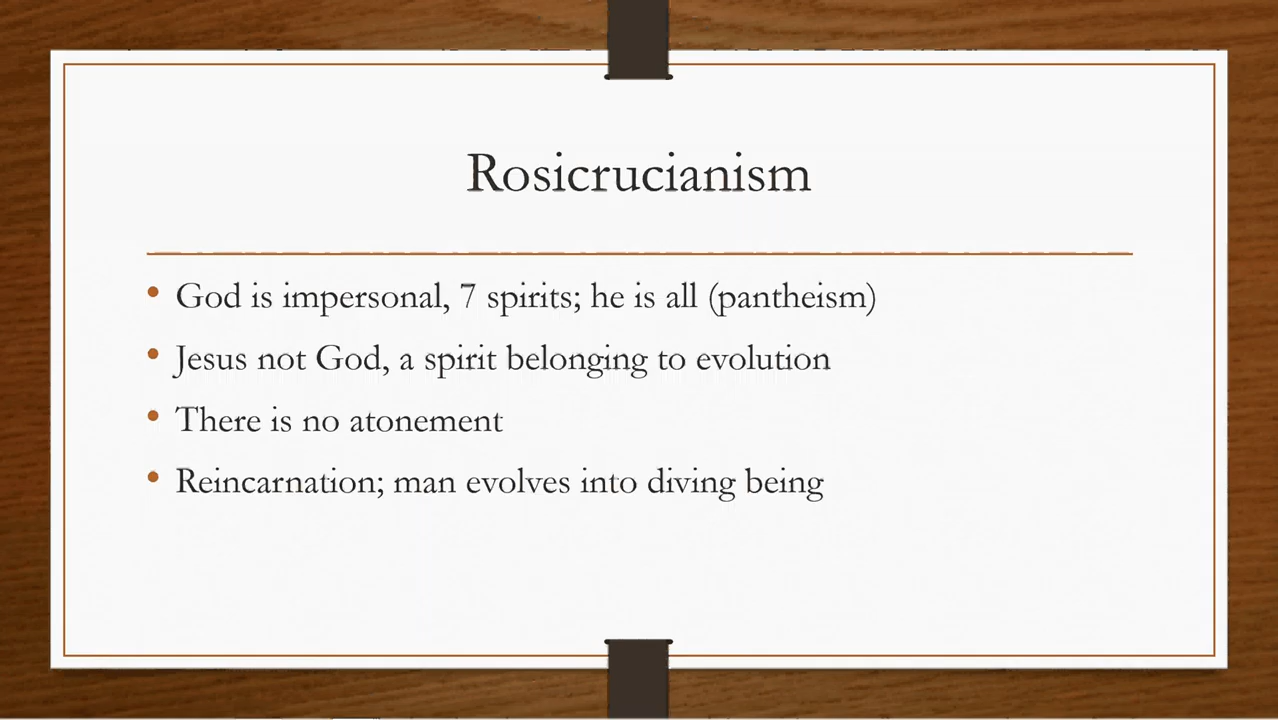 Rosicrucianism
• God is impersonal, 7 spirits; he is all (pantheism)
• Jesus not God, a spirit belonging to evolution
• There is no atonement
• Reincarnation; man evolves into diving being